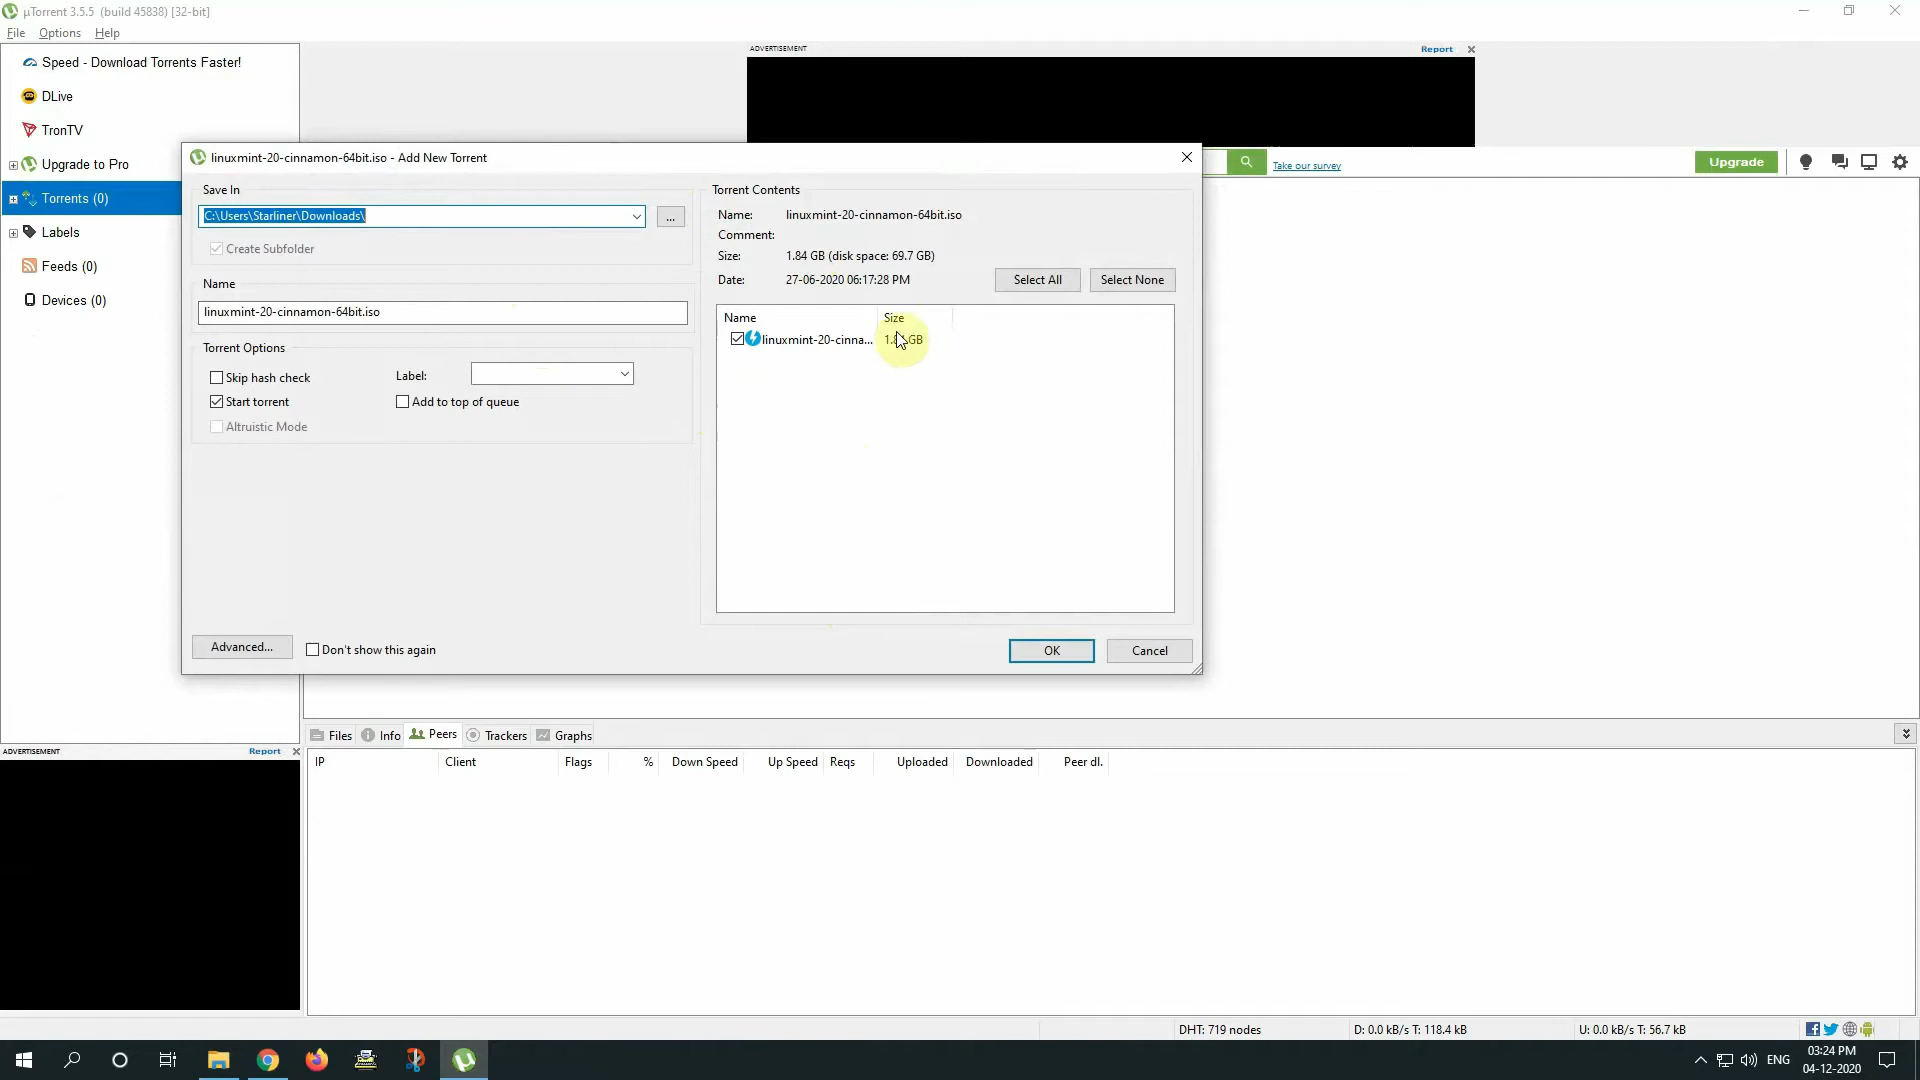 µTorrent 3.5.5 (build 45838) [32-bit]
File Options Help
Speed - Download Torrents Faster!
DLive
TronTV
Upgrade to Pro
Torrents (0)
Labels
Feeds (0)
Devices (0)
ADVERTISEMENT Report
Take our survey
Upgrade
linuxmint-20-cinnamon-64bit.iso - Add New Torrent
Save In
C:\Users\Starliner\Downloads\
...
Create Subfolder
Name
linuxmint-20-cinnamon-64bit.iso
Torrent Options
Skip hash check
Label:
Start torrent
Add to top of queue
Altruistic Mode
Torrent Contents
Name: linuxmint-20-cinnamon-64bit.iso
Comment:
Size: 1.84 GB (disk space: 69.7 GB)
Date: 27-06-2020 06:17:28 PM
Select All
Select None
Name Size
linuxmint-20-cinna... 1.84 GB
Advanced...
Don't show this again
OK
Cancel
Files Info Peers Trackers Graphs
IP Client Flags % Down Speed Up Speed Reqs Uploaded Downloaded Peer dl.
ADVERTISEMENT Report
DHT: 719 nodes D: 0.0 kB/s T: 118.4 kB U: 0.0 kB/s T: 56.7 kB
ENG
03:24 PM
04-12-2020